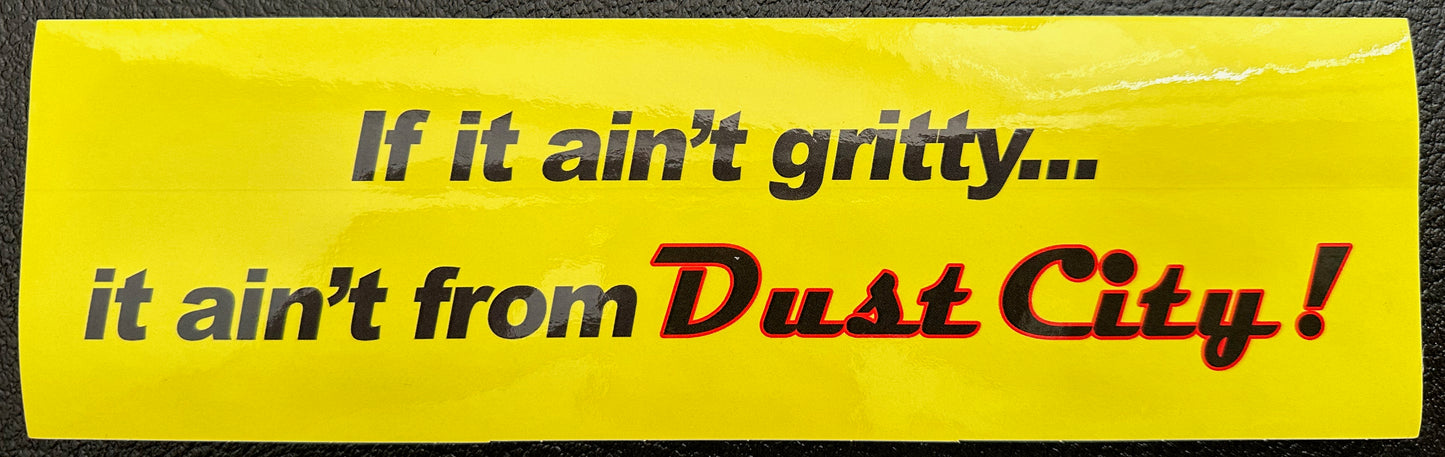 If it ain't gritty...
it ain't from Dust City!